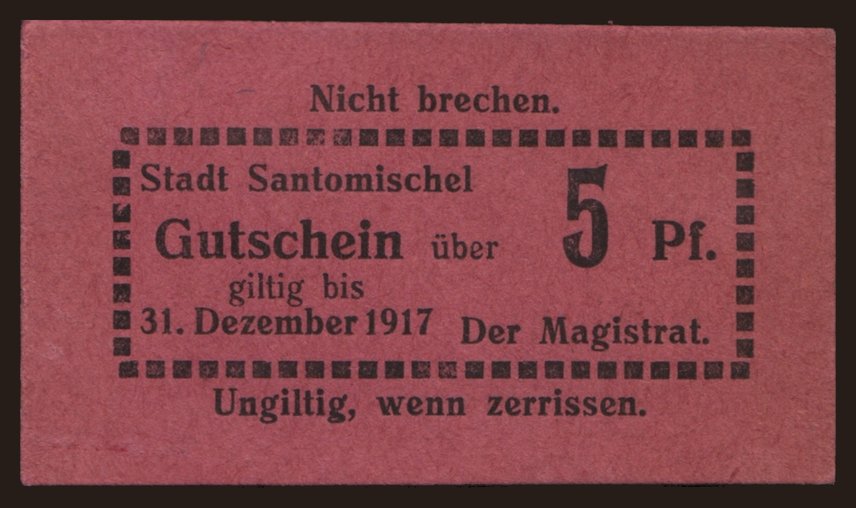 Nicht brechen.
Stadt Santomischel
Gutschein über 5 Pf.
giltig bis
31. Dezember 1917 Der Magistrat.
Ungiltig, wenn zerrissen.